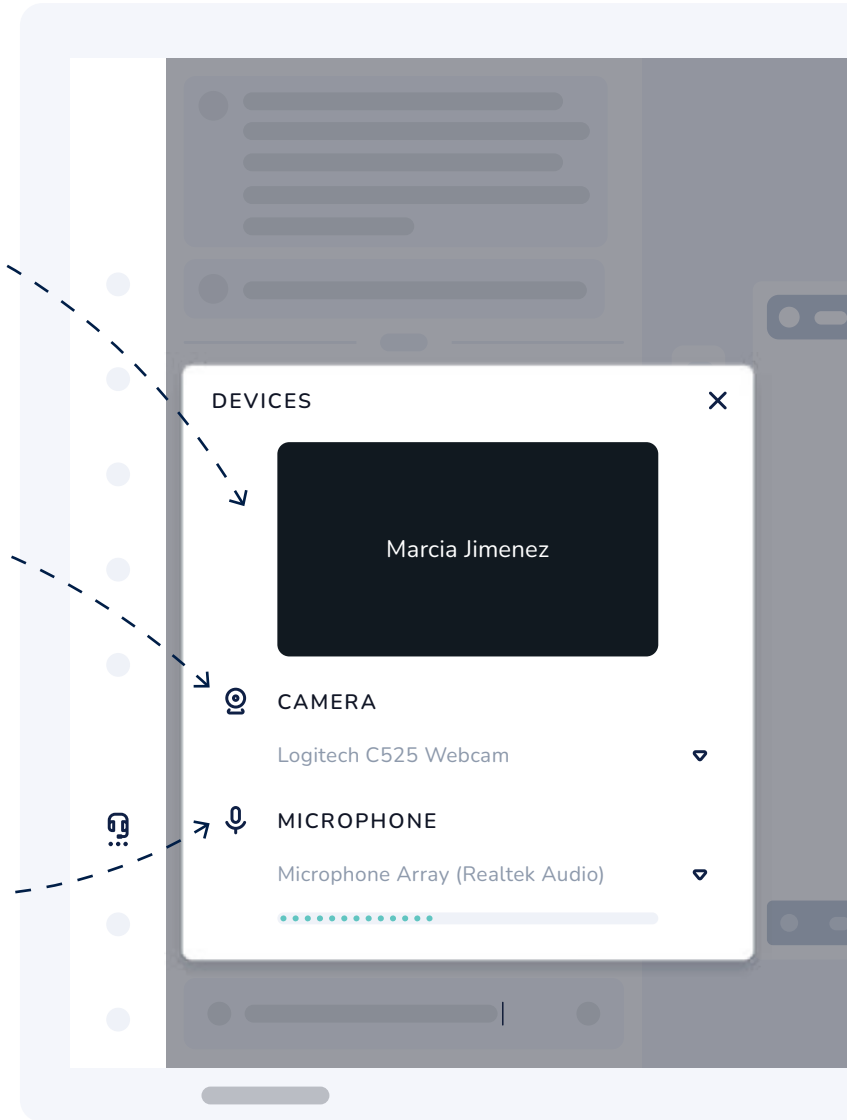 DEVICES
Marcia Jimenez
CAMERA
Logitech C525 Webcam
MICROPHONE
Microphone Array (Realtek Audio)